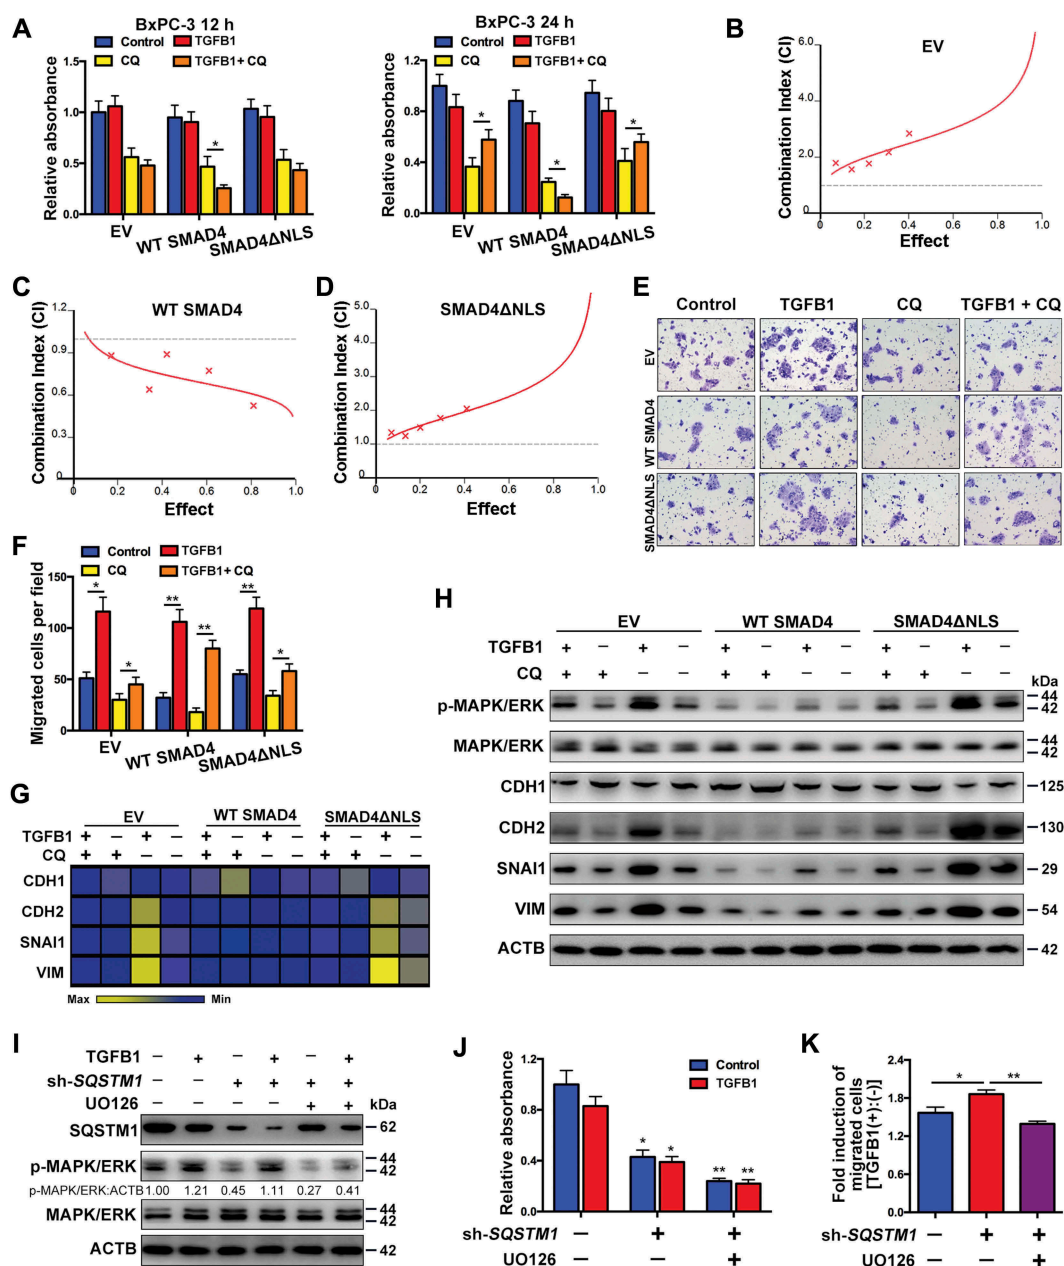 A
BxPC-3 12 h
Control TGFB1
CQ TGFB1+ CQ
Relative absorbance
1.5
1.0
0.5
0.0
EV
WT SMAD4
SMAD4ΔNLS
*
BxPC-3 24 h
Control TGFB1
CQ TGFB1+ CQ
Relative absorbance
1.2
0.8
0.4
0.0
EV
WT SMAD4
SMAD4ΔNLS
* * *
B
EV
Combination Index (CI)
6.0
4.0
2.0
0
0 0.2 0.4 0.6 0.8 1.0
Effect
C
WT SMAD4
Combination Index (CI)
1.2
0.9
0.6
0.3
0
0 0.2 0.4 0.6 0.8 1.0
Effect
D
SMAD4ΔNLS
Combination Index (CI)
5.0
4.0
3.0
2.0
1.0
0
0 0.2 0.4 0.6 0.8 1.0
Effect
E
Control TGFB1 CQ TGFB1 + CQ
EV
WT SMAD4
SMAD4ΔNLS
F
Control TGFB1
CQ TGFB1+ CQ
Migrated cells per field
150
100
50
0
* * ** ** ** *
EV
WT SMAD4
SMAD4ΔNLS
G
EV WT SMAD4 SMAD4ΔNLS
TGFB1 + − + − + − + − + − + −
CQ + + − − + + − − + + − −
CDH1
CDH2
SNAI1
VIM
Max Min
H
EV WT SMAD4 SMAD4ΔNLS
TGFB1 + − + − + − + − + − + −
CQ + + − − + + − − + + − −
kDa
p-MAPK/ERK 44
42
MAPK/ERK 44
42
CDH1 125
CDH2 130
SNAI1 29
VIM 54
ACTB 42
I
TGFB1 − + − + − +
sh-SQSTM1 − − + + + +
UO126 − − − − + + kDa
SQSTM1 62
p-MAPK/ERK 44
42
p-MAPK/ERK:ACTB 1.00 1.21 0.45 1.11 0.27 0.41
MAPK/ERK 44
42
ACTB 42
J
Control
TGFB1
Relative absorbance
1.2
0.8
0.4
0.0
* * ** **
sh-SQSTM1 − + +
UO126 − − +
K
Fold induction of
migrated cells
[TGFB1(+):(-)]
2.4
1.8
1.2
0.6
0.0
* **
sh-SQSTM1 − + +
UO126 − − +